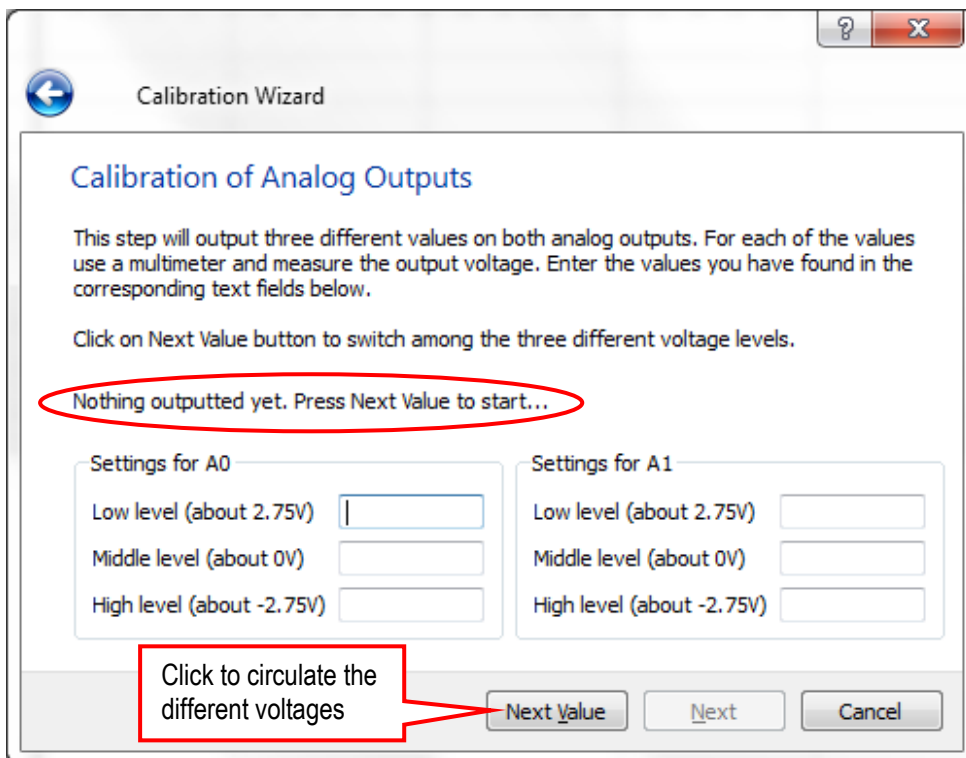 Calibration Wizard
Calibration of Analog Outputs
This step will output three different values on both analog outputs. For each of the values
use a multimeter and measure the output voltage. Enter the values you have found in the
corresponding text fields below.
Click on Next Value button to switch among the three different voltage levels.
Nothing outputted yet. Press Next Value to start...
Settings for A0
Low level (about 2.75V)
Middle level (about 0V)
High level (about -2.75V)
Settings for A1
Low level (about 2.75V)
Middle level (about 0V)
High level (about -2.75V)
Click to circulate the
different voltages
Next Value
Next
Cancel